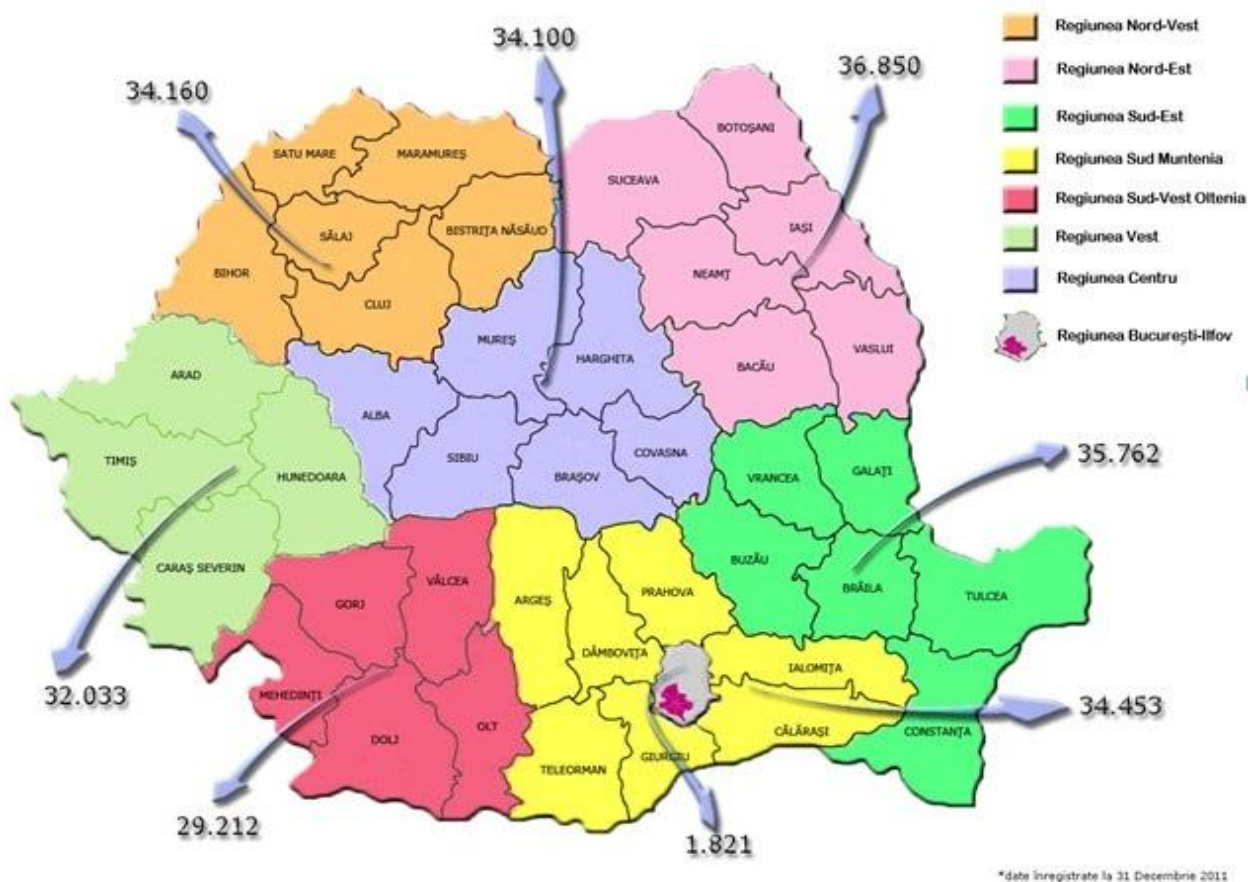 34.100
34.160
36.850
Regiunea Nord-Vest
Regiunea Nord-Est
Regiunea Sud-Est
Regiunea Sud Muntenia
Regiunea Sud-Vest Oltenia
Regiunea Vest
Regiunea Centru
Regiunea București-Ilfov
SATU MARE
MARAMUREȘ
BOTOȘANI
SUCEAVA
SĂLAJ
BISTRIȚA NĂSĂUD
IAȘI
BIHOR
NEAMȚ
CLUJ
MUREȘ
HARGHITA
VASLUI
BACĂU
ARAD
ALBA
TIMIȘ
HUNEDOARA
SIBIU
BRAȘOV
COVASNA
VRANCEA
GALAȚI
35.762
CARAȘ SEVERIN
BUZĂU
BRĂILA
TULCEA
GORJ
VÂLCEA
ARGEȘ
PRAHOVA
DÂMBOVIȚA
IALOMIȚA
32.033
MEHEDINȚI
34.453
DOLJ
OLT
CĂLĂRAȘI
CONSTANȚA
TELEORMAN
GIURGIU
29.212
1.821
*date înregistrate la 31 Decembrie 2011